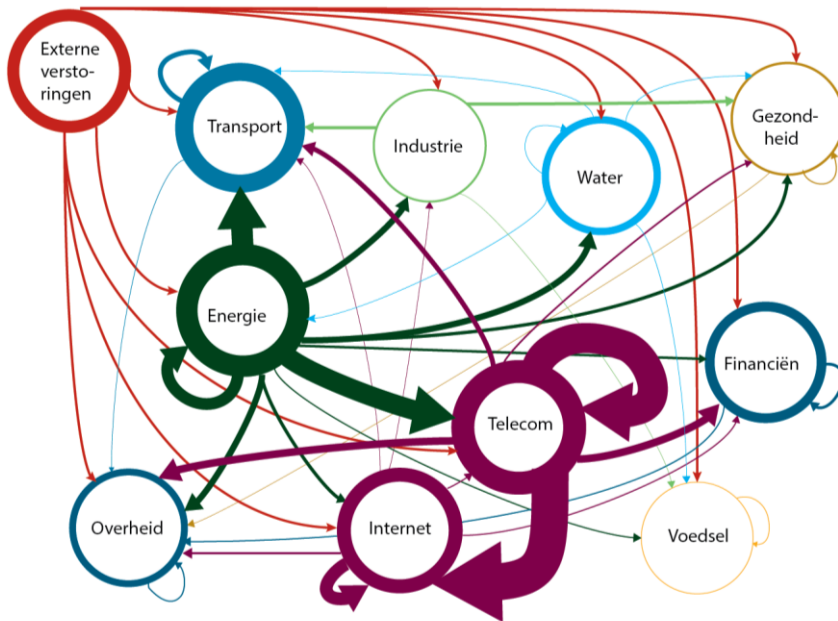 Externe
versto-
ringen
Transport
Industrie
Water
Gezond-
heid
Energie
Financiën
Telecom
Overheid
Internet
Voedsel